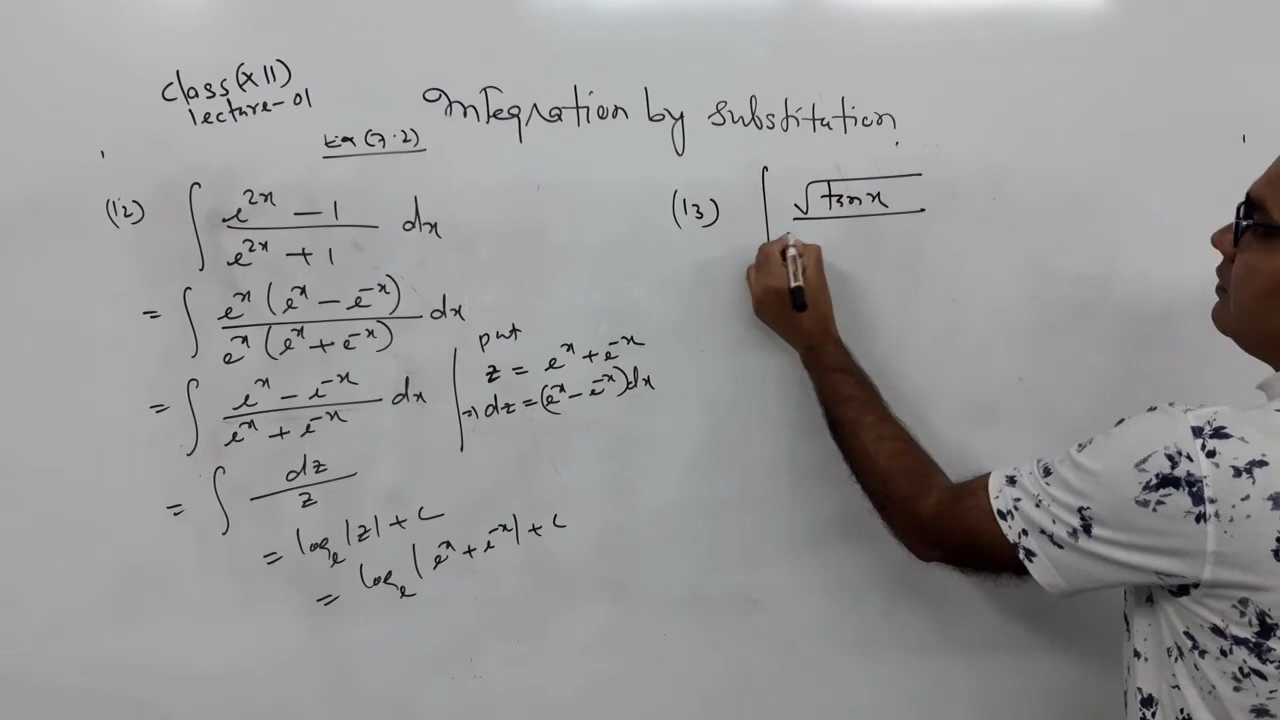 Class(XII)
lecture-01
Integration by substitution.
Ex(7.2)
(12) ∫ (e^{2x} - 1)/(e^{2x} + 1) dx
= ∫ e^x (e^x - e^{-x})/e^x (e^x + e^{-x}) dx
= ∫ (e^x - e^{-x})/(e^x + e^{-x}) dx
put
z = e^x + e^{-x}
=> dz = (e^x - e^{-x})dx
= ∫ dz/z
= log_e |z| + c
= log_e |e^x + e^{-x}| + c
(13) ∫ √tan x